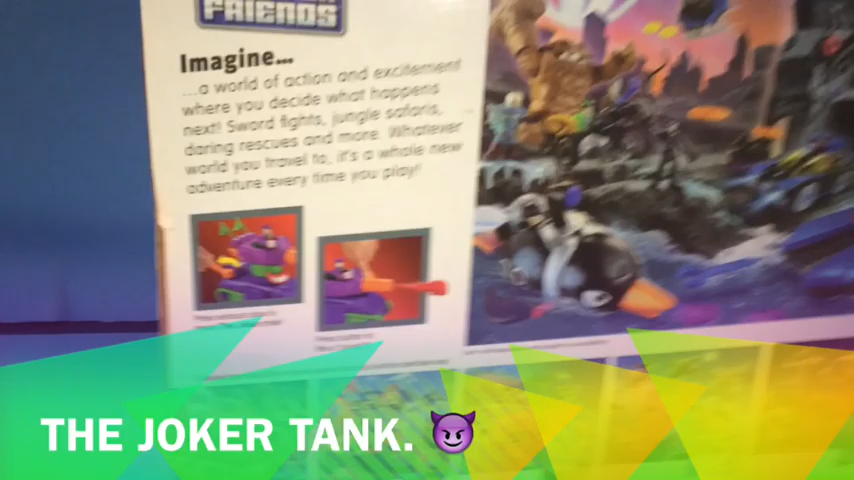 FRIENDS
Imagine...
...a world of action and excitement
where you decide what happens
next! Sword fights, jungle safaris,
daring rescues and more. Whatever
world you travel to, it's a whole new
adventure every time you play!
THE JOKER TANK. 😈